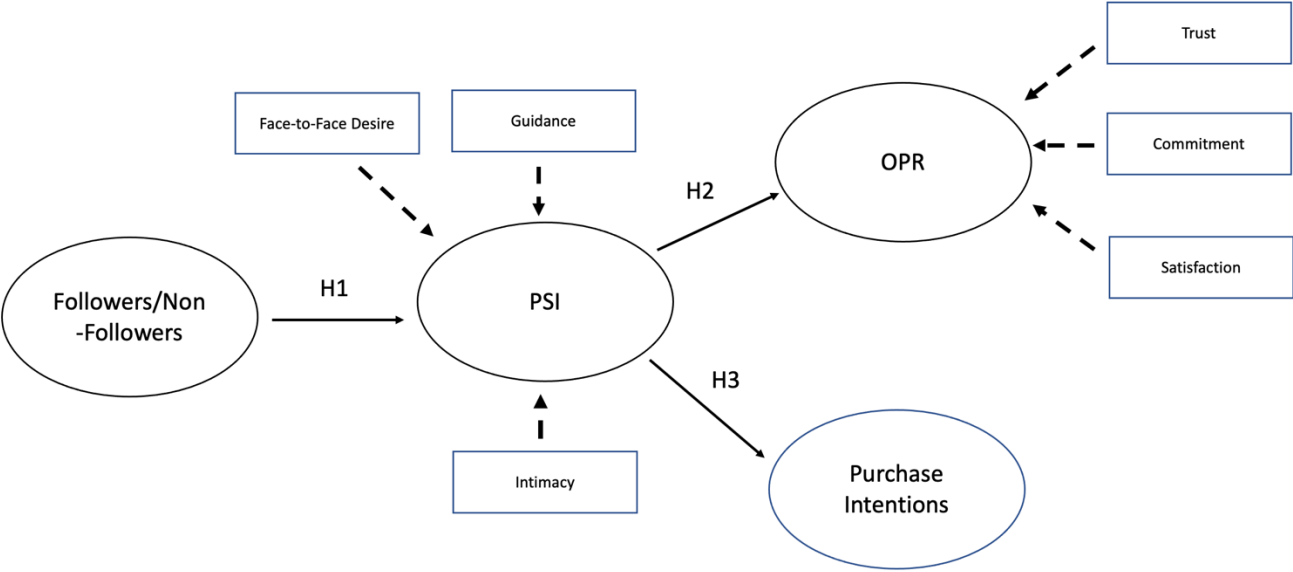 Trust
Face-to-Face Desire
Guidance
Commitment
OPR
H2
Satisfaction
Followers/Non
-Followers
H1
PSI
H3
Intimacy
Purchase
Intentions